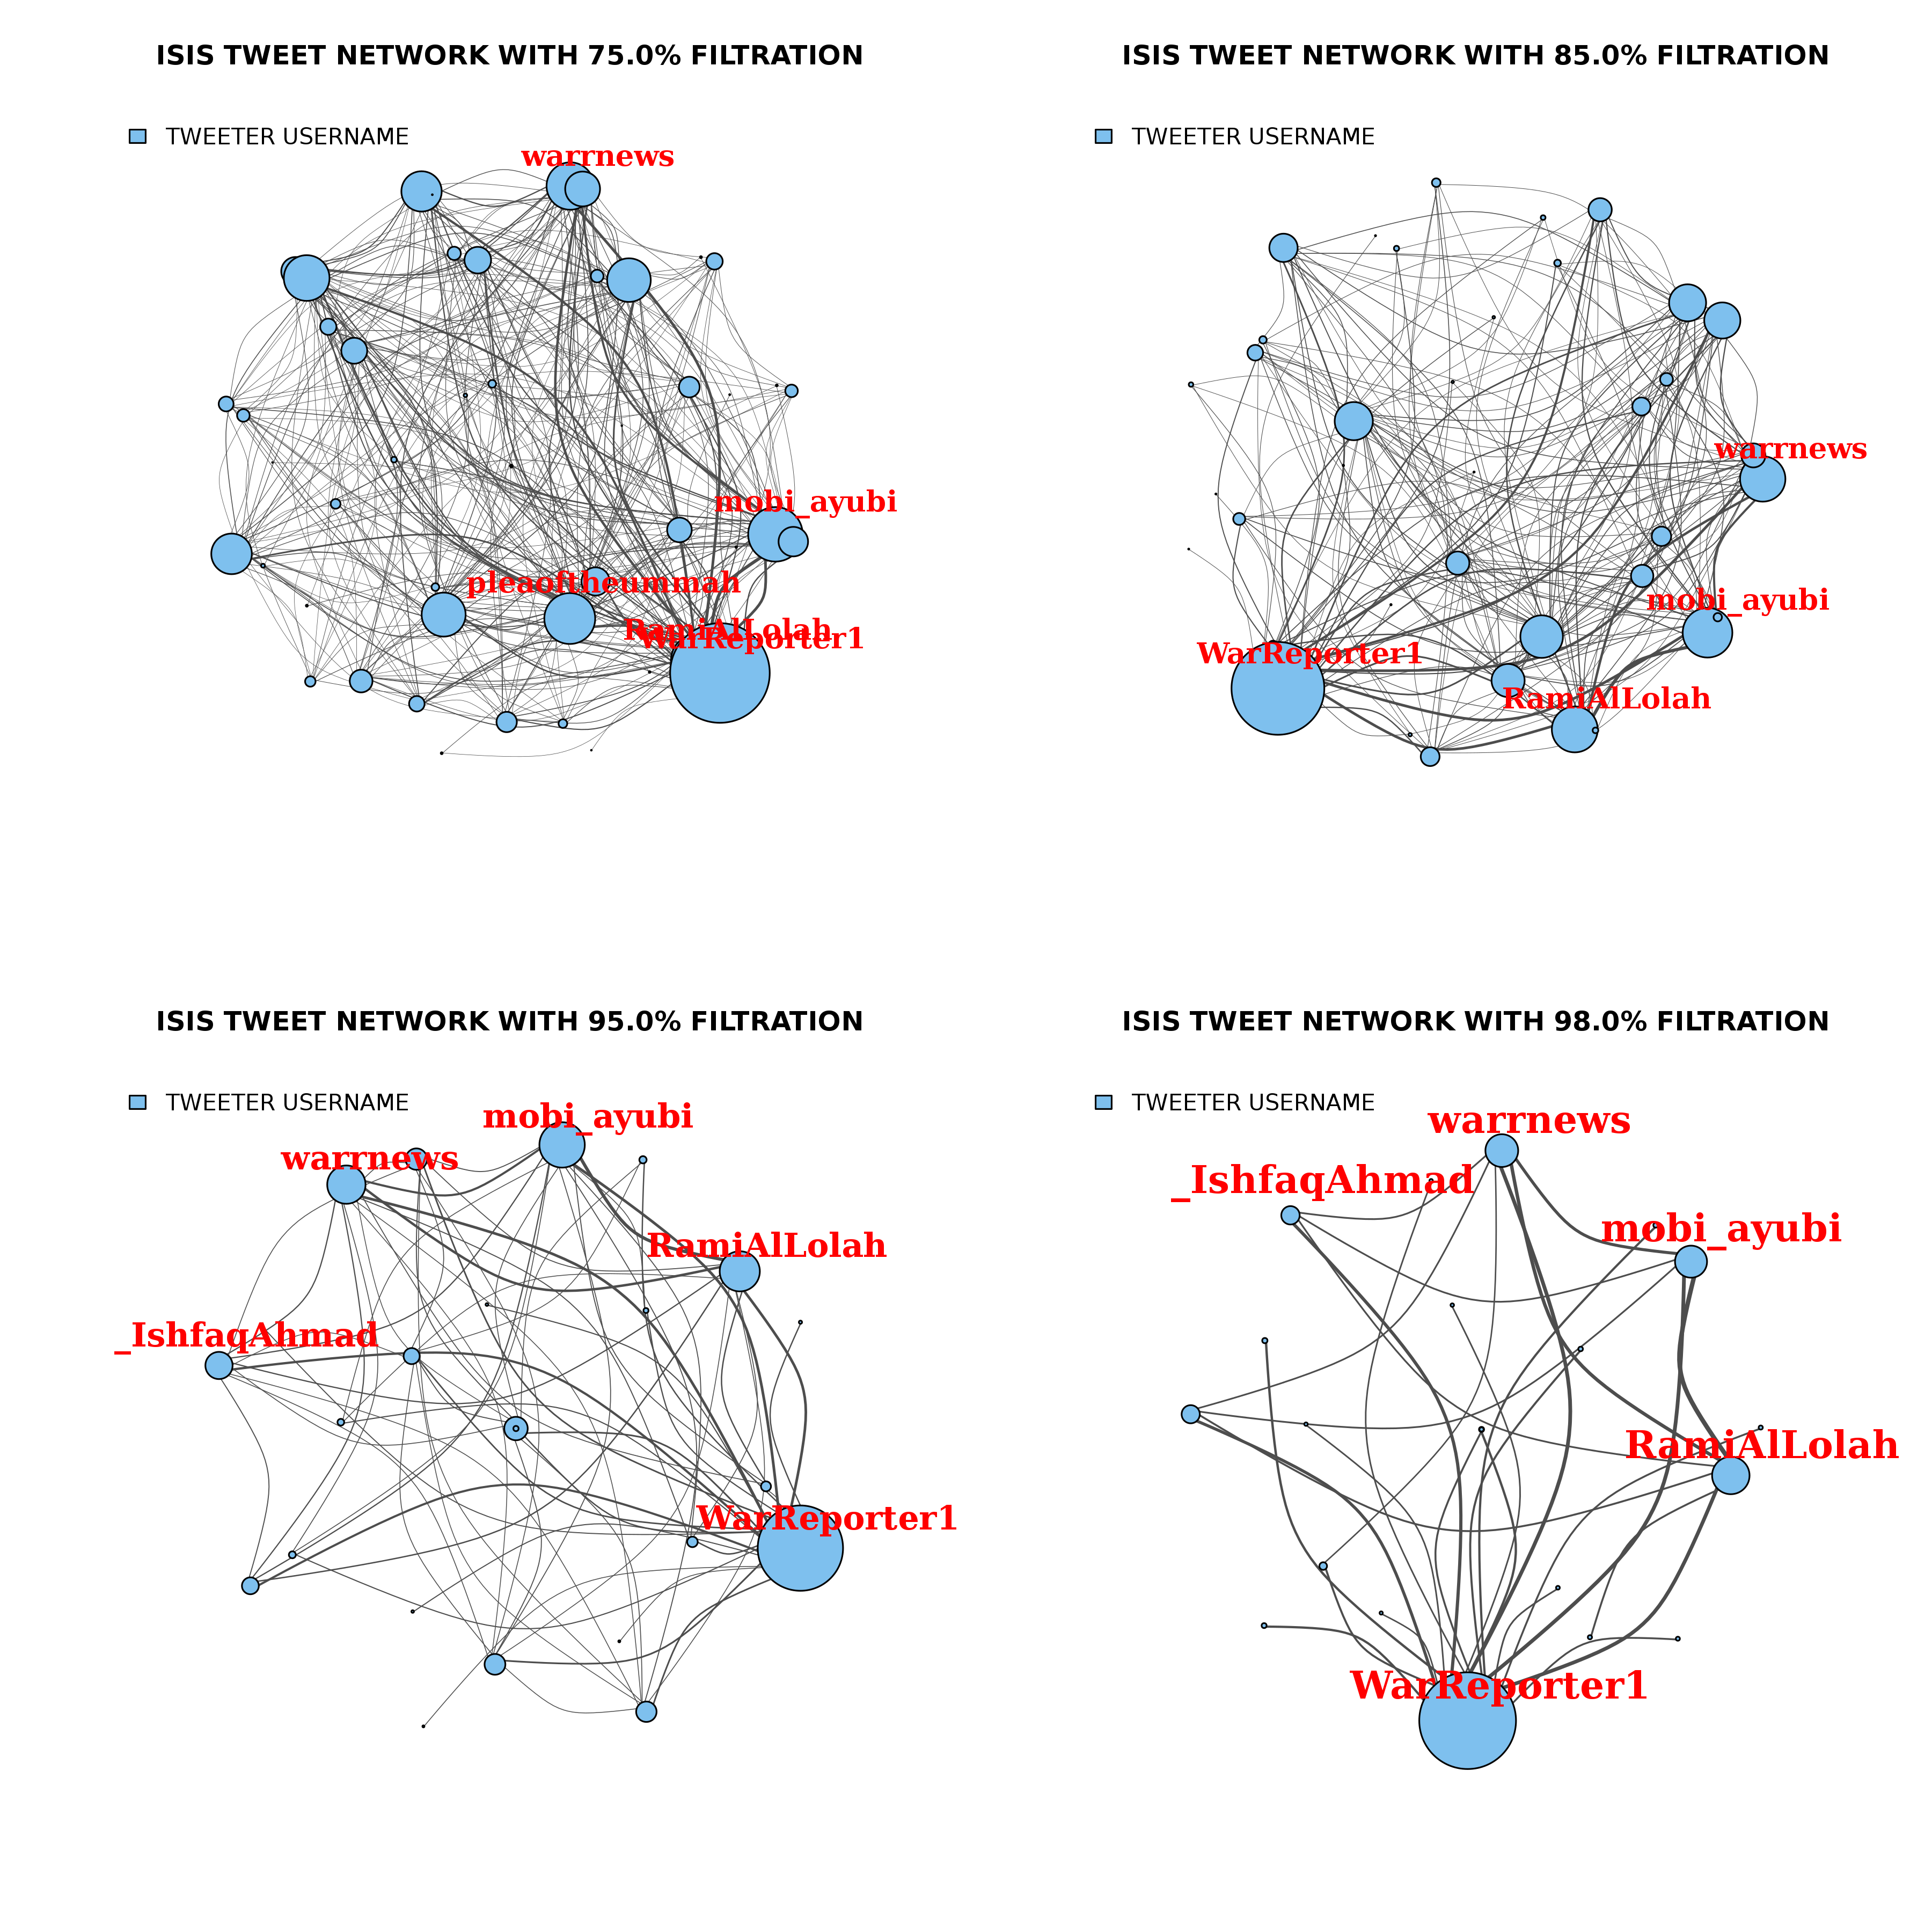 ISIS TWEET NETWORK WITH 75.0% FILTRATION
TWEETER USERNAME
warrnews
mobi_ayubi
pleaoftheummah
RamiAlLolah
WarReporter1
ISIS TWEET NETWORK WITH 85.0% FILTRATION
TWEETER USERNAME
warrnews
mobi_ayubi
WarReporter1
RamiAlLolah
ISIS TWEET NETWORK WITH 95.0% FILTRATION
TWEETER USERNAME
mobi_ayubi
warrnews
RamiAlLolah
_IshfaqAhmad
WarReporter1
ISIS TWEET NETWORK WITH 98.0% FILTRATION
TWEETER USERNAME
warrnews
_IshfaqAhmad
mobi_ayubi
RamiAlLolah
WarReporter1